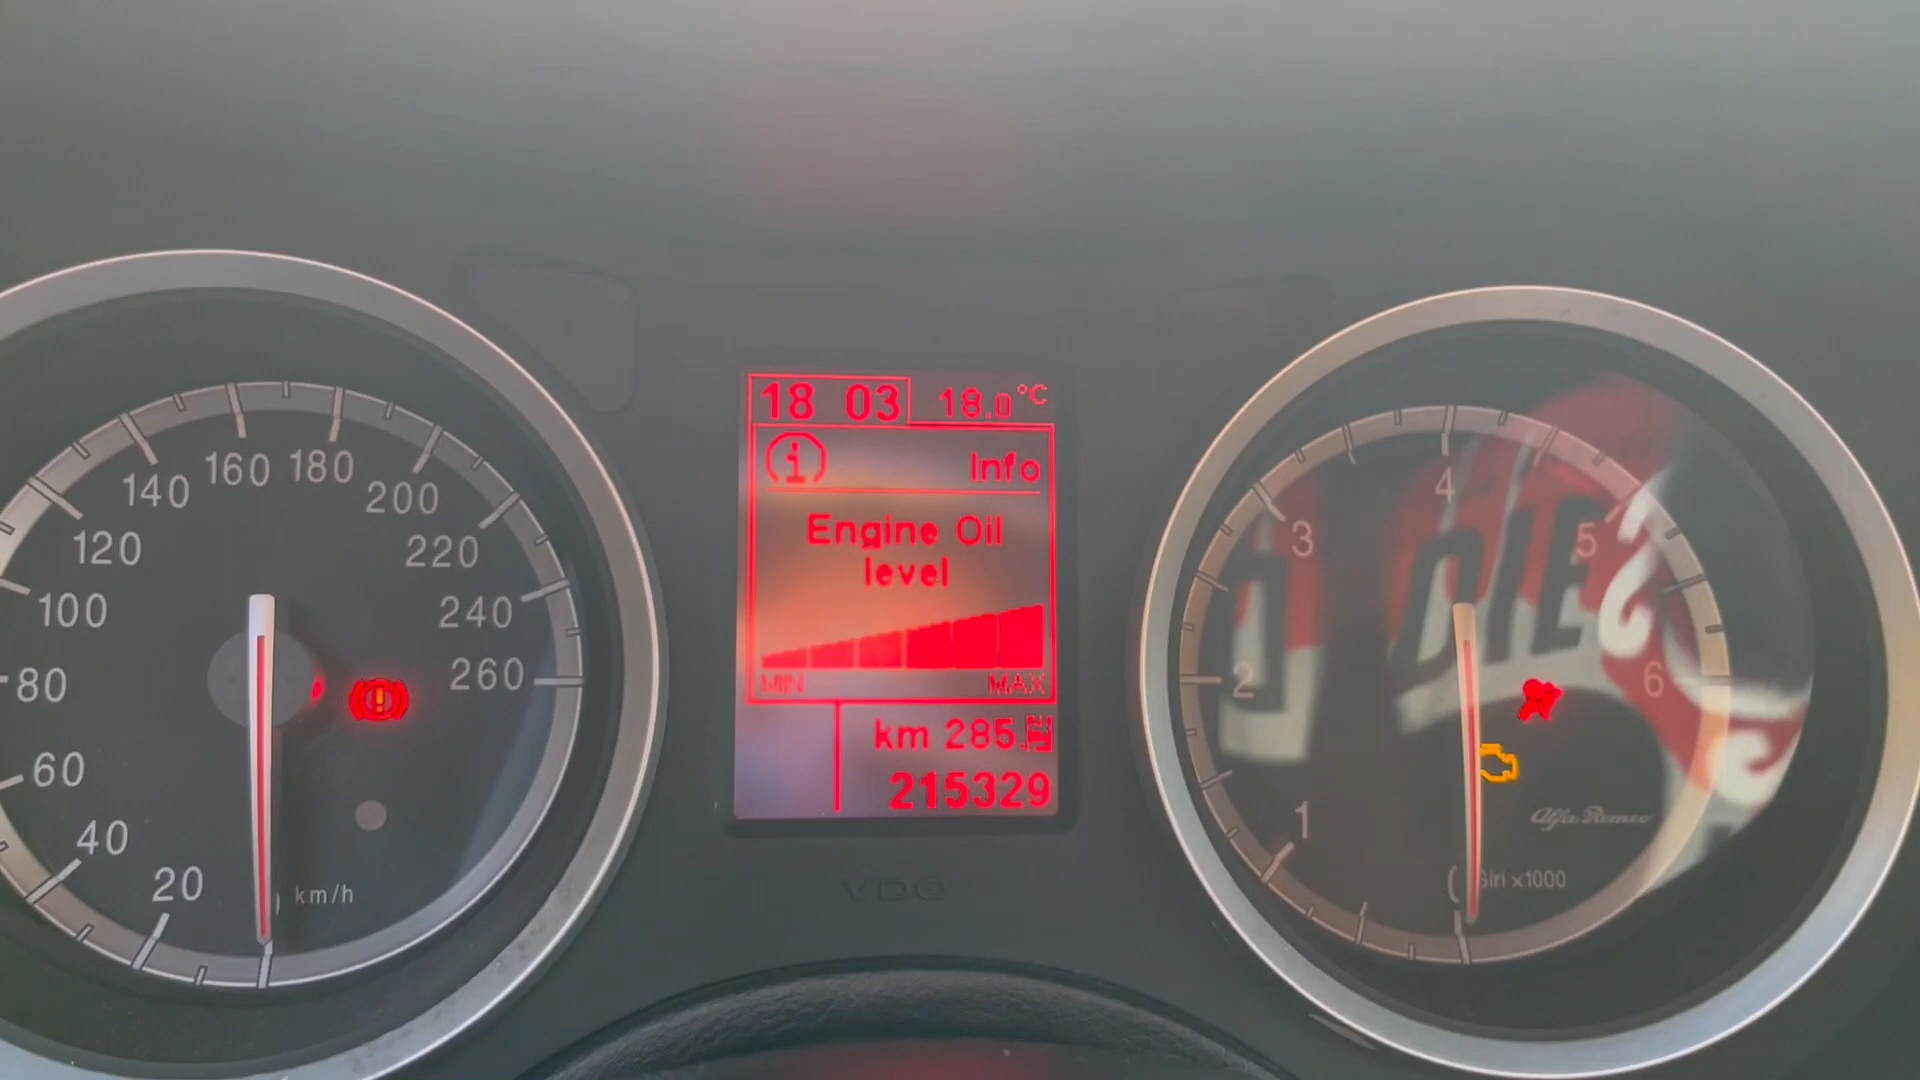 18 03 18.0°C
i Info
Engine Oil
level
MIN MAX
km 285.
215329
VDO
20
40
60
80
100
120
140
160
180
200
220
240
260
km/h
1
2
3
4
5
6
Giri x1000
Alfa Romeo
DIE